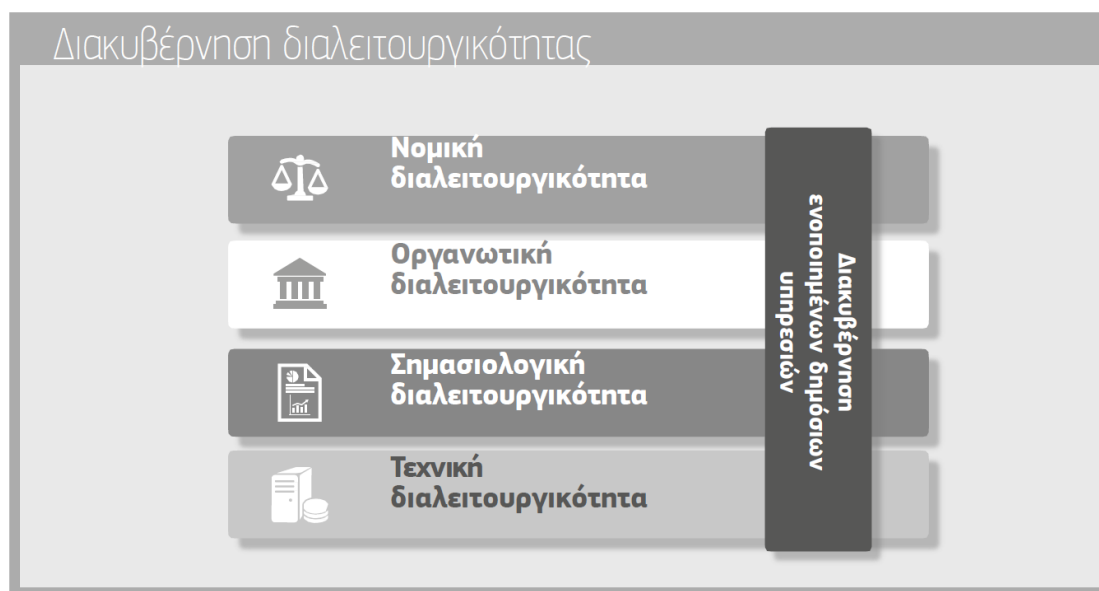 Διακυβέρνηση διαλειτουργικότητας
Νομική
διαλειτουργικότητα
Οργανωτική
διαλειτουργικότητα
Σημασιολογική
διαλειτουργικότητα
Τεχνική
διαλειτουργικότητα
Διακυβέρνηση
ενοποιημένων δημόσιων
υπηρεσιών